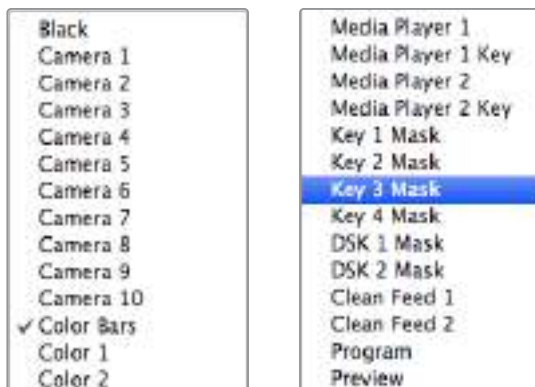 Black
Camera 1
Camera 2
Camera 3
Camera 4
Camera 5
Camera 6
Camera 7
Camera 8
Camera 9
Camera 10
✓ Color Bars
Color 1
Color 2
Media Player 1
Media Player 1 Key
Media Player 2
Media Player 2 Key
Key 1 Mask
Key 2 Mask
Key 3 Mask
Key 4 Mask
DSK 1 Mask
DSK 2 Mask
Clean Feed 1
Clean Feed 2
Program
Preview